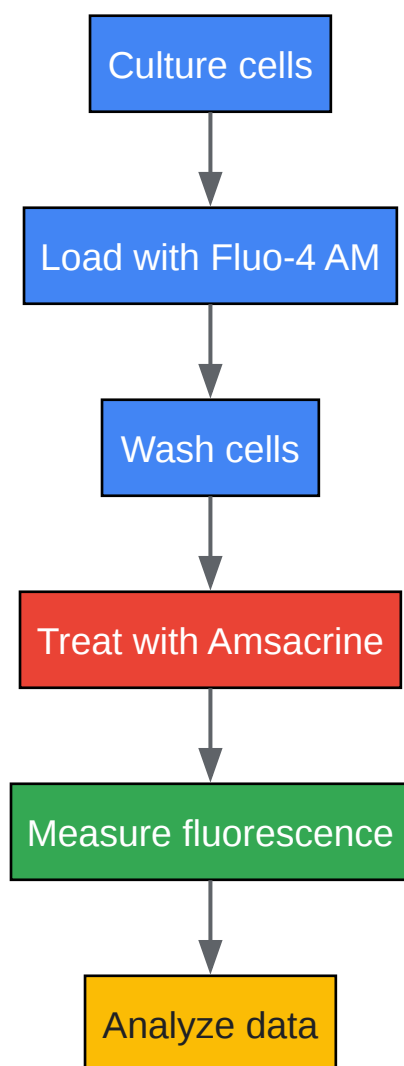 Culture cells
Load with Fluo-4 AM
Wash cells
Treat with Amsacrine
Measure fluorescence
Analyze data